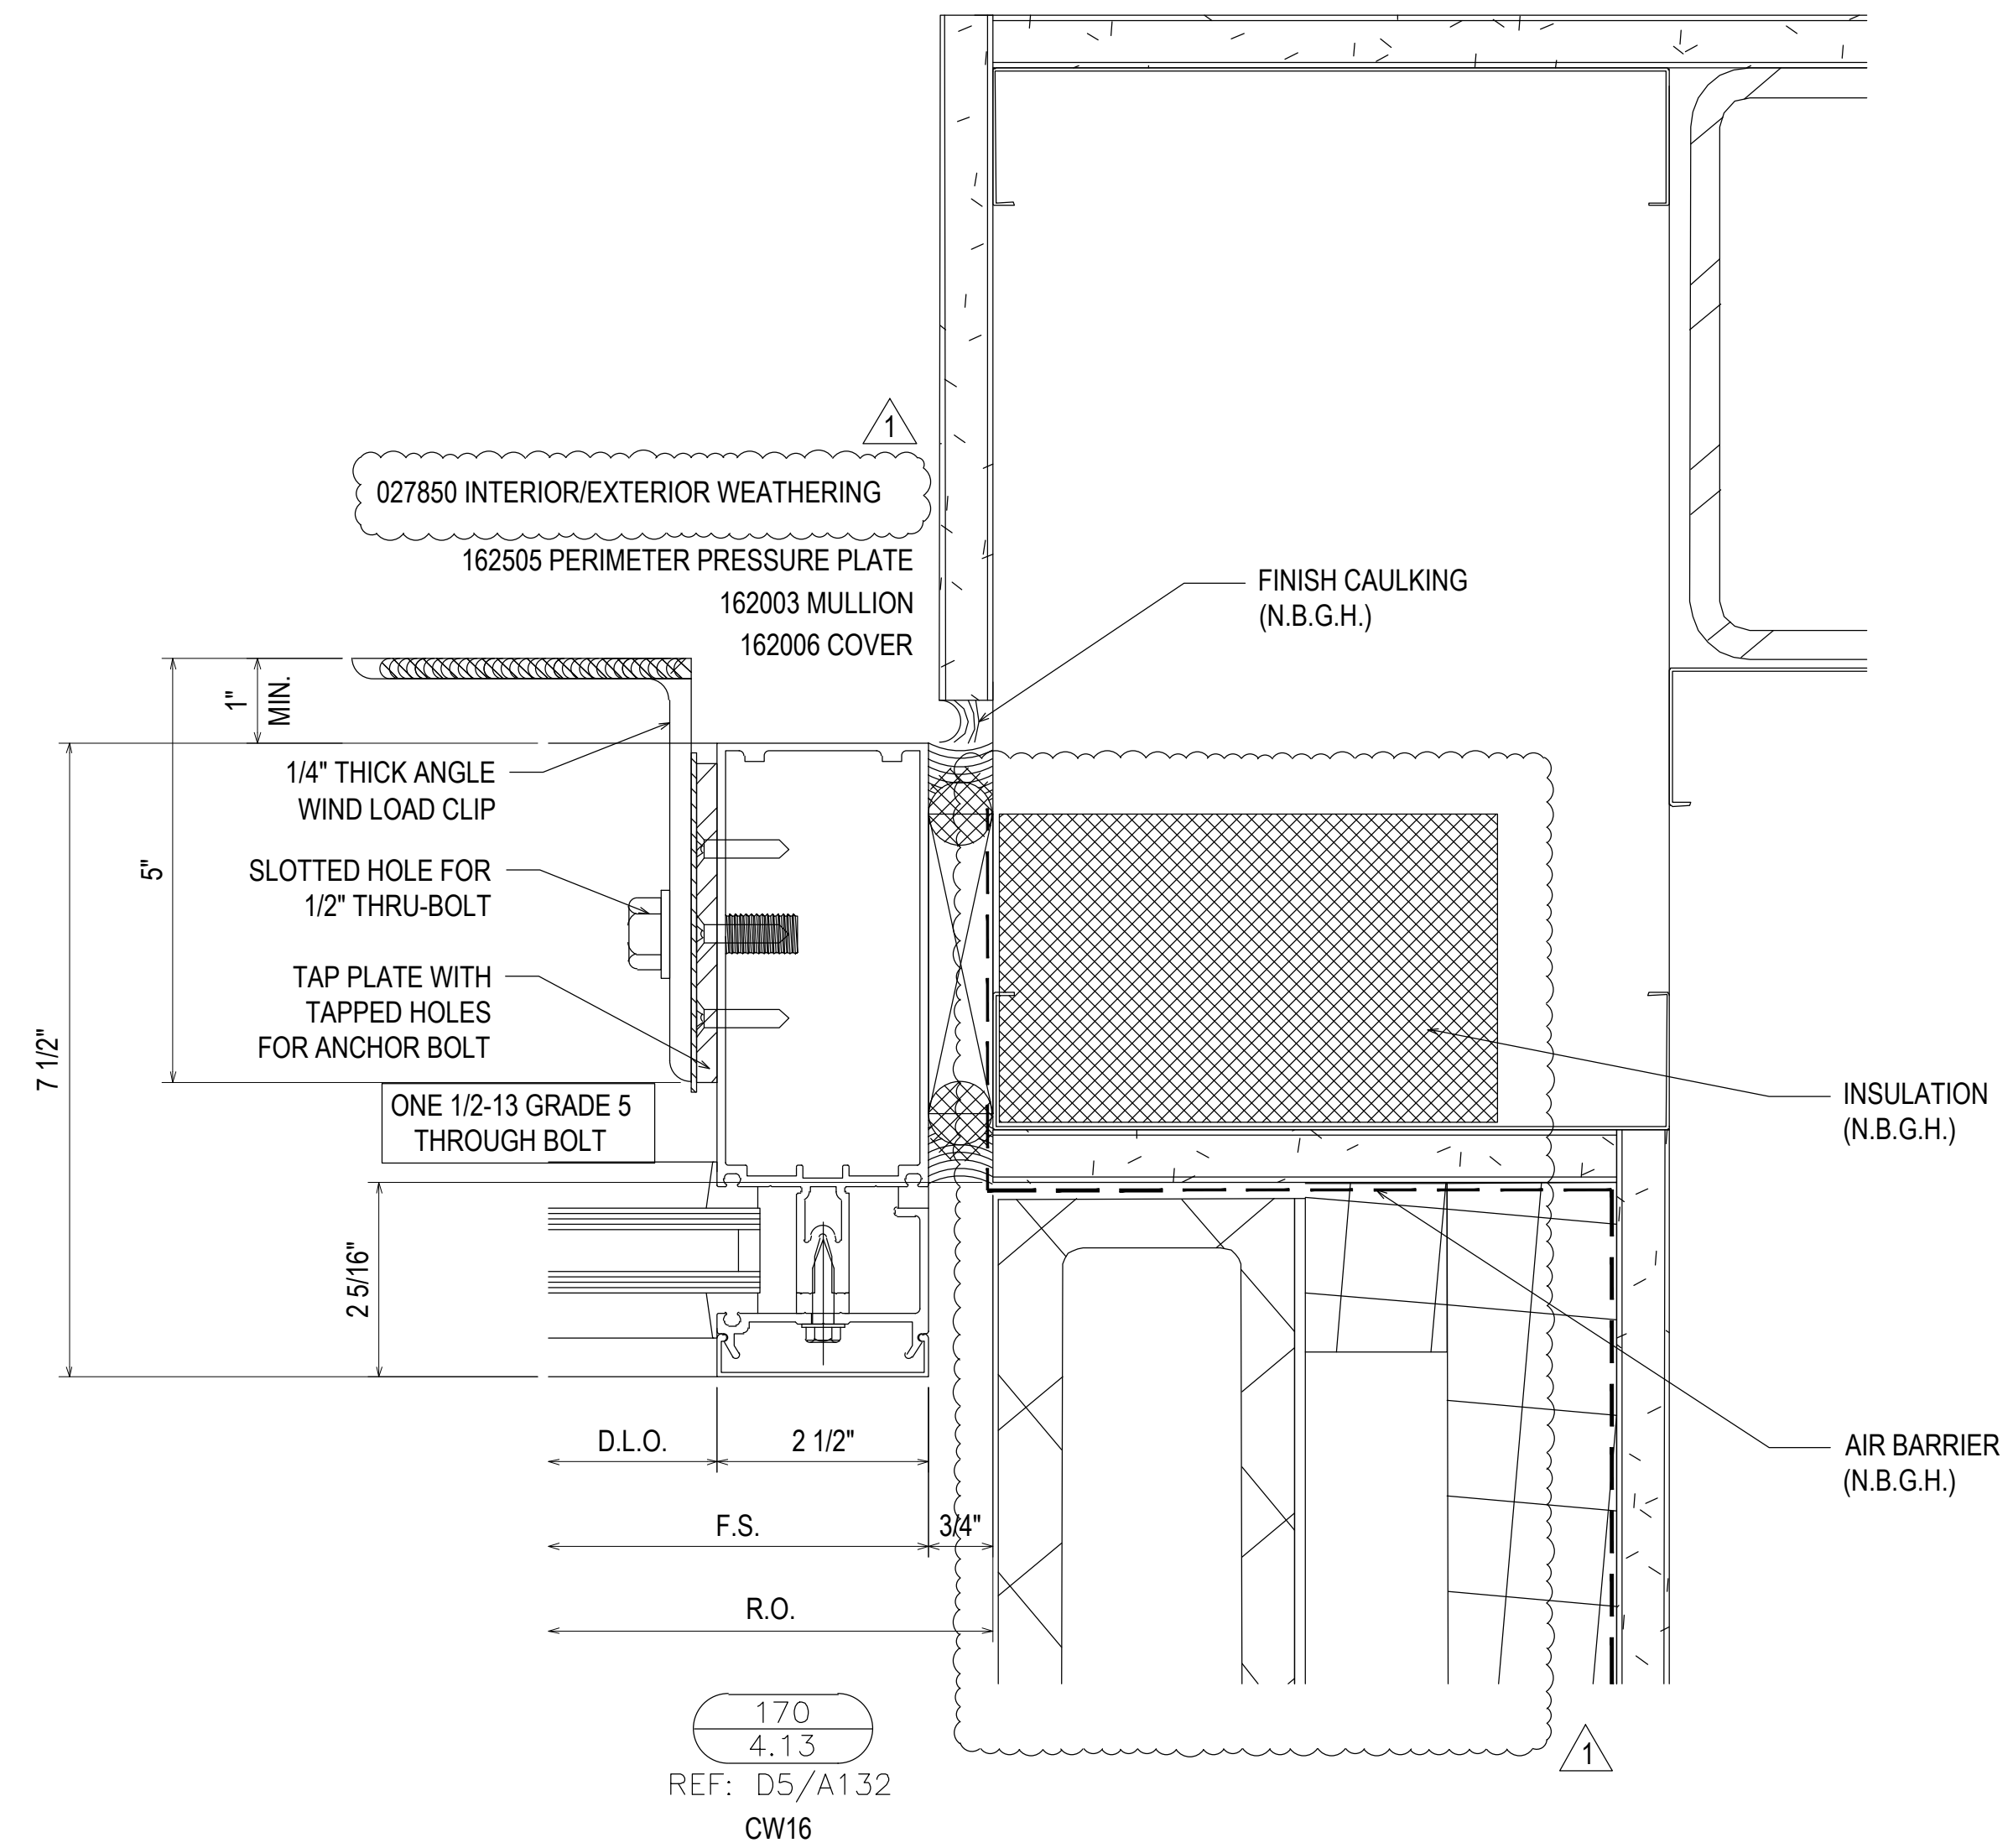 1
027850 INTERIOR/EXTERIOR WEATHERING
162505 PERIMETER PRESSURE PLATE
162003 MULLION
162006 COVER
FINISH CAULKING
(N.B.G.H.)
1"
MIN.
5"
7 1/2"
1/4" THICK ANGLE
WIND LOAD CLIP
SLOTTED HOLE FOR
1/2" THRU-BOLT
TAP PLATE WITH
TAPPED HOLES
FOR ANCHOR BOLT
ONE 1/2-13 GRADE 5
THROUGH BOLT
INSULATION
(N.B.G.H.)
2 5/16"
AIR BARRIER
(N.B.G.H.)
D.L.O.
2 1/2"
F.S.
3/4"
R.O.
170
4.13
REF: D5/A132
CW16
1